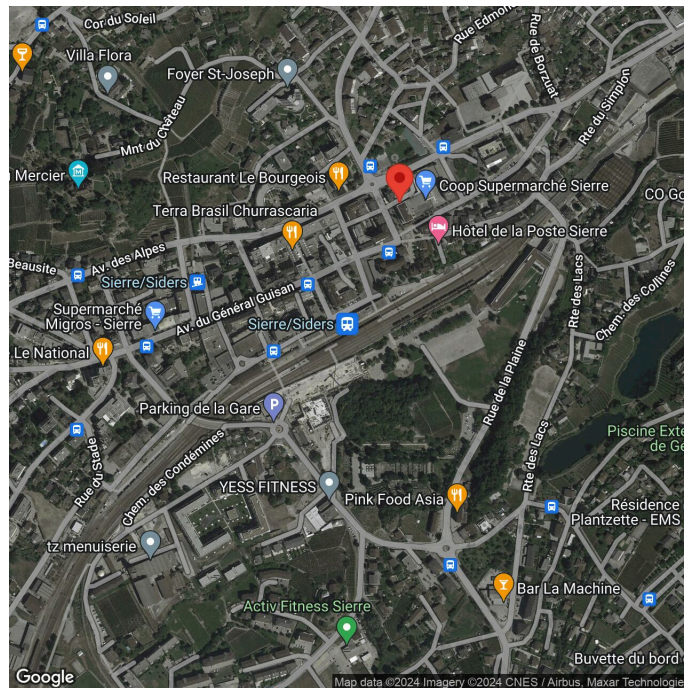 Cor du Soleil
Rue Edmond
Villa Flora
Rue de Borzuat
Foyer St-Joseph
Rte du Simplon
Mnt du Château
u Mercier
Restaurant Le Bourgeois
Coop Supermarché Sierre
CO Go
Terra Brasil Churrascaria
Hôtel de la Poste Sierre
Beausite
Av. des Alpes
Sierre/Siders
Rte des Lacs
Chem. des Collines
Supermarché
Migros - Sierre
Av. du Général Guisan
Sierre/Siders
Le National
Rue de la Plaine
Parking de la Gare
P
Piscine Exte
de Gé
Rue du Stade
Chem. des Condémines
Rte des Lacs
YESS FITNESS
Pink Food Asia
Résidence
Plantzette - EMS
tz menuiserie
Bar La Machine
Activ Fitness Sierre
Buvette du bord
Google
Map data ©2024 Imagery ©2024 CNES / Airbus, Maxar Technologie